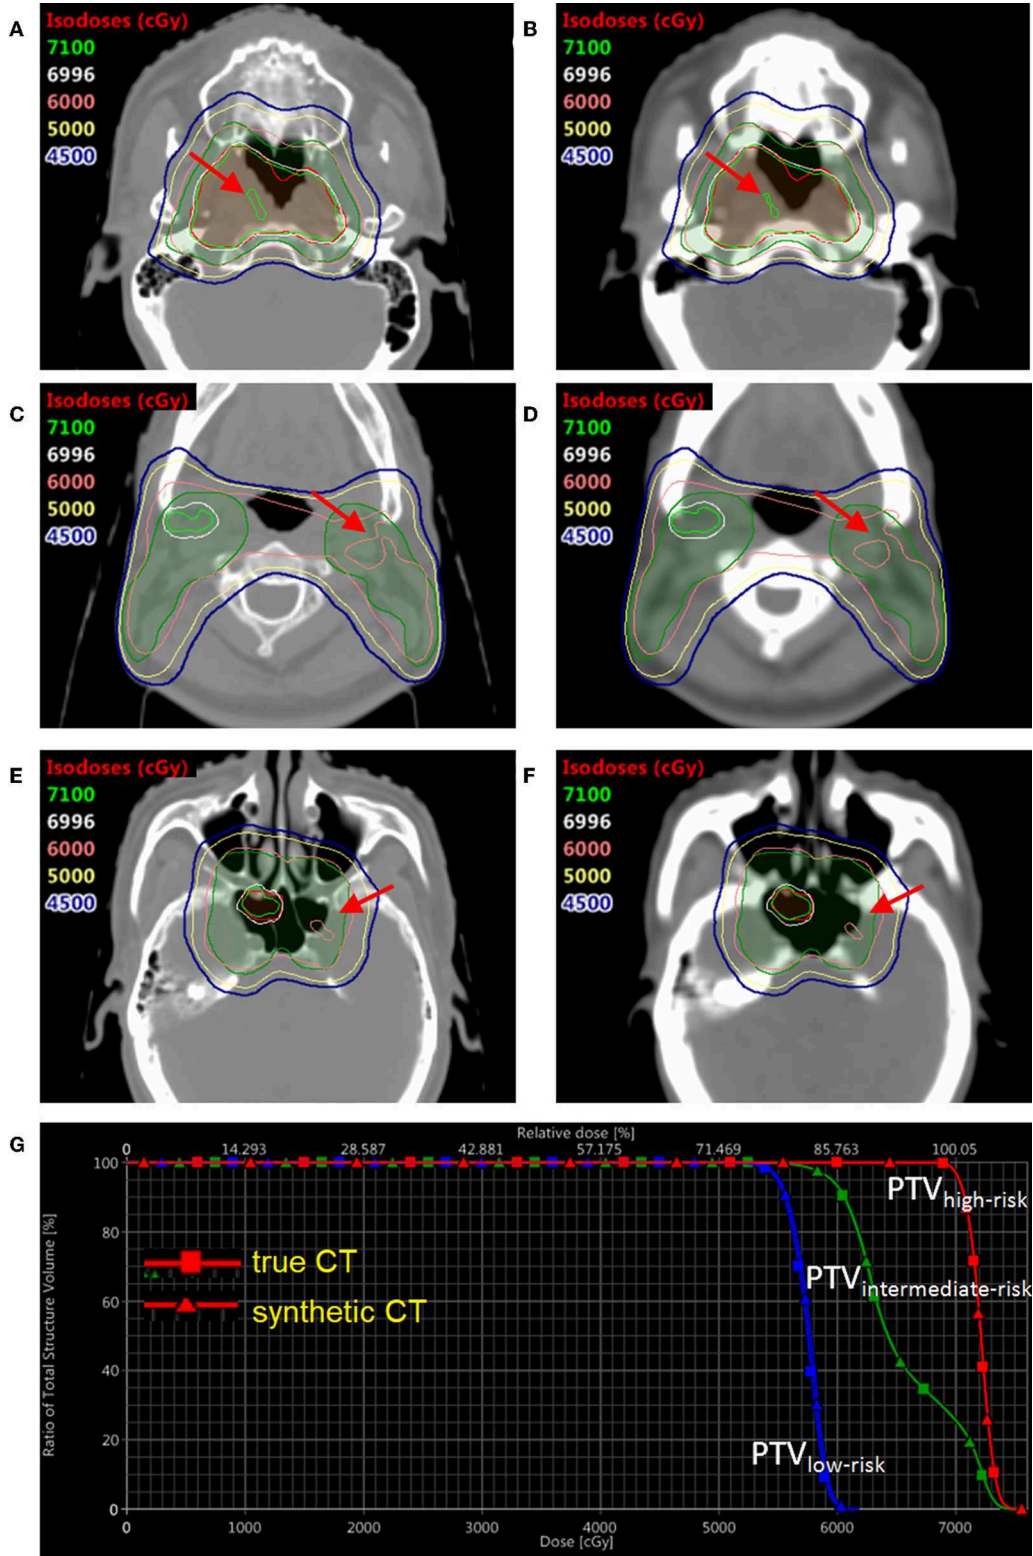 A
Isodoses (cGy)
7100
6996
6000
5000
4500
B
Isodoses (cGy)
7100
6996
6000
5000
4500
C
Isodoses (cGy)
7100
6996
6000
5000
4500
D
Isodoses (cGy)
7100
6996
6000
5000
4500
E
Isodoses (cGy)
7100
6996
6000
5000
4500
F
Isodoses (cGy)
7100
6996
6000
5000
4500
G
Relative dose [%]
0 14.293 28.587 42.881 57.175 71.469 85.763 100.05
Ratio of Total Structure Volume [%]
100
80
60
40
20
0
PTVhigh-risk
true CT
PTVintermediate-risk
synthetic CT
PTVlow-risk
0 1000 2000 3000 4000 5000 6000 7000
Dose [cGy]